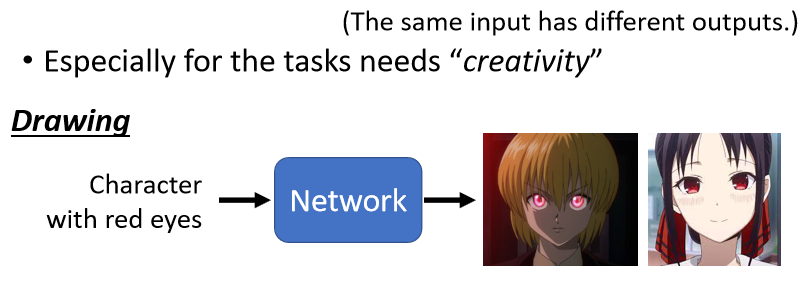 (The same input has different outputs.)
• Especially for the tasks needs “creativity”
Drawing
Character
with red eyes
Network